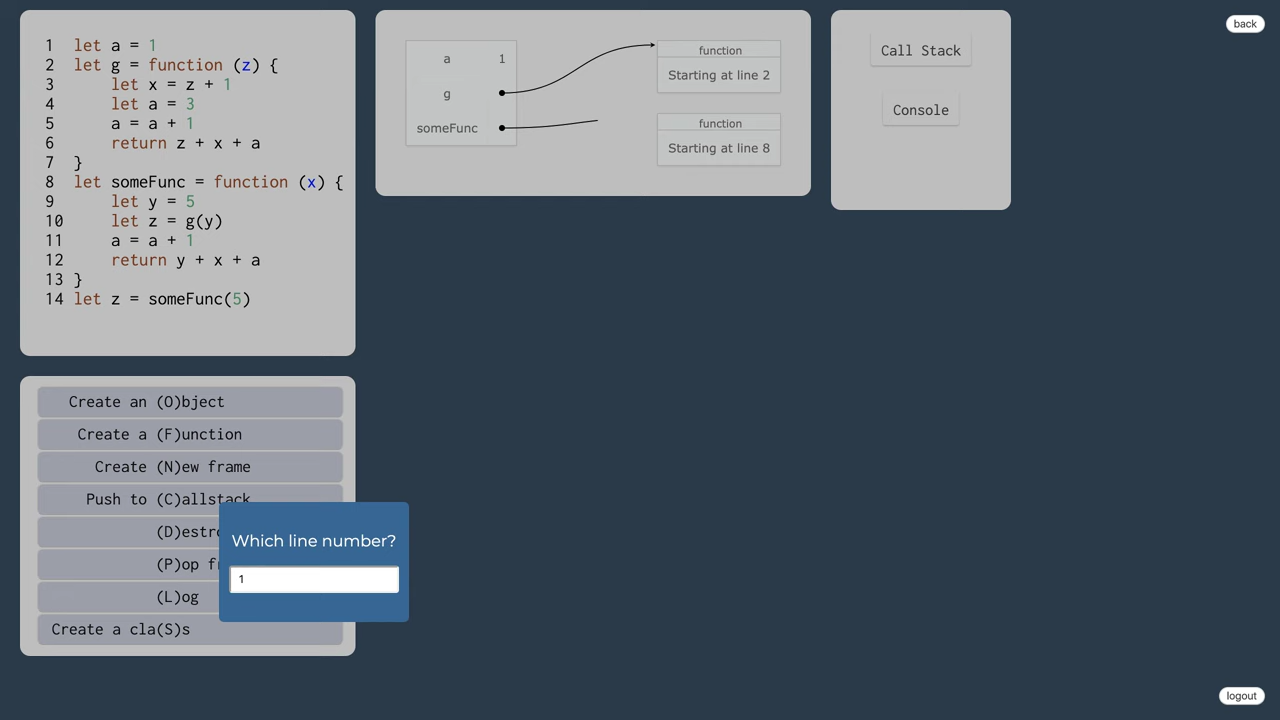 1 let a = 1
2 let g = function (z) {
3 let x = z + 1
4 let a = 3
5 a = a + 1
6 return z + x + a
7 }
8 let someFunc = function (x) {
9 let y = 5
10 let z = g(y)
11 a = a + 1
12 return y + x + a
13 }
14 let z = someFunc(5)
a 1
g
someFunc
function
Starting at line 2
function
Starting at line 8
Call Stack
Console
back
Create an (O)bject
Create a (F)unction
Create (N)ew frame
Push to (C)allstack
(D)estro
(P)op f
(L)og
Create a cla(S)s
Which line number?
1
logout